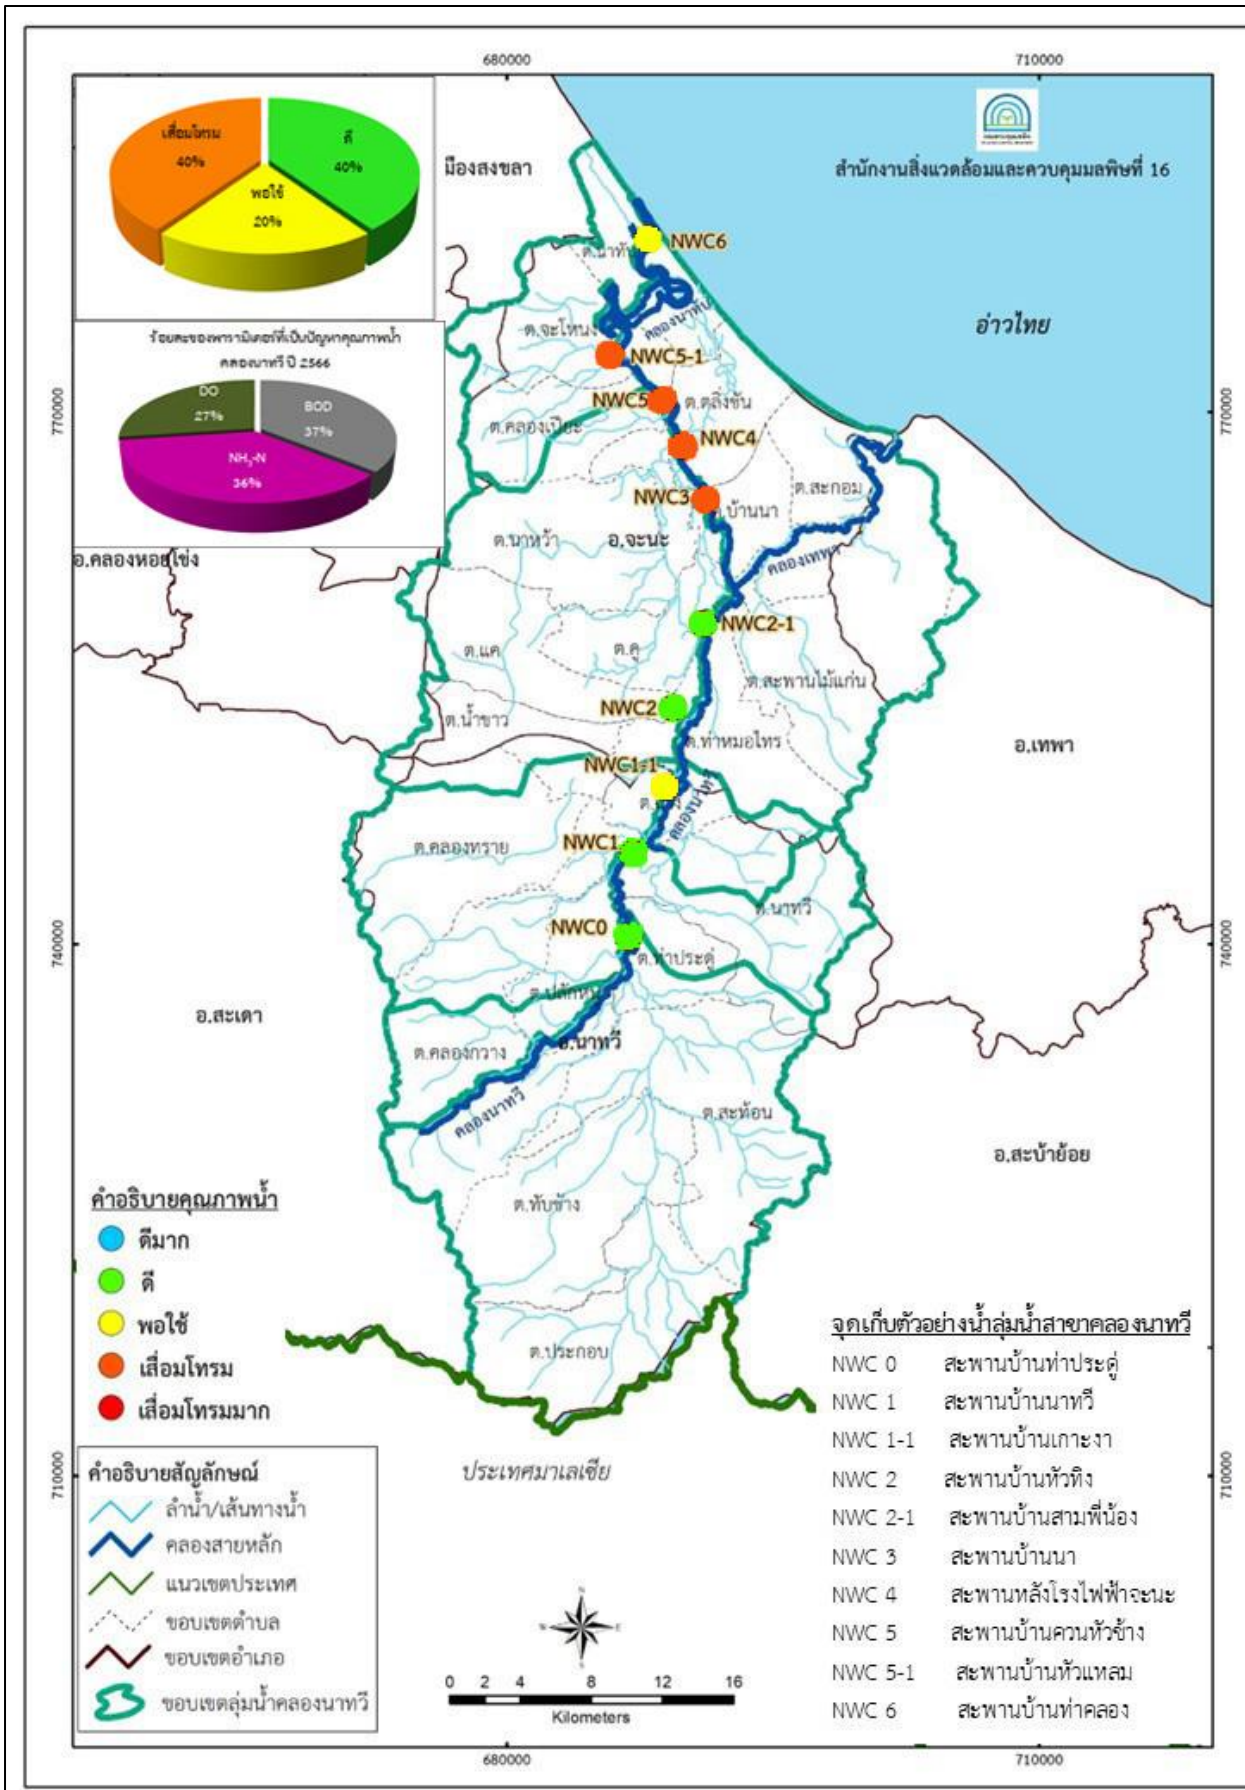 680000
710000
เสื่อมโทรม
40%
ดี
40%
พอใช้
20%
มืองสงขลา
สำนักงานสิ่งแวดล้อมและควบคุมมลพิษที่ 16
NWC6
อ่าวไทย
ต.จะโหนง
คลองนาทับ
ร้อยละของพารามิเตอร์ที่เป็นปัญหาคุณภาพน้ำ
คลองนาทวี ปี 2566
DO
27%
BOD
37%
NH3-N
36%
NWC5-1
NWC5
ต.ตลิ่งชัน
770000
770000
ต.คลองเปียะ
NWC4
NWC3
ต.สะกอม
ต.บ้านนา
ต.นาหว้า
อ.จะนะ
คลองเทพา
อ.คลองหอยโข่ง
NWC2-1
ต.แค
ต.คู
ต.สะพานไม้แก่น
NWC2
ต.น้ำขาว
ต.ท่าหมอไทร
อ.เทพา
NWC1-1
คลองนาทวี
NWC1
ต.คลองทราย
ต.นาทวี
NWC0
740000
740000
ต.ท่าประดู่
ต.ปลักหนู
อ.สะเดา
อ.นาทวี
ต.คลองกวาง
คลองนาทวี
ต.สะท้อน
อ.สะบ้าย้อย
ต.ทับช้าง
คำอธิบายคุณภาพน้ำ
ดีมาก
ดี
พอใช้
เสื่อมโทรม
เสื่อมโทรมมาก
ต.ประกอบ
ประเทศมาเลเซีย
จุดเก็บตัวอย่างน้ำลุ่มน้ำสาขาคลองนาทวี
NWC 0 สะพานบ้านท่าประดู่
NWC 1 สะพานบ้านนาทวี
NWC 1-1 สะพานบ้านเกาะงา
NWC 2 สะพานบ้านหัวทิง
NWC 2-1 สะพานบ้านสามพี่น้อง
NWC 3 สะพานบ้านนา
NWC 4 สะพานหลังโรงไฟฟ้าจะนะ
NWC 5 สะพานบ้านควนหัวช้าง
NWC 5-1 สะพานบ้านหัวแหลม
NWC 6 สะพานบ้านท่าคลอง
710000
710000
คำอธิบายสัญลักษณ์
ลำน้ำ/เส้นทางน้ำ
คลองสายหลัก
แนวเขตประเทศ
ขอบเขตตำบล
ขอบเขตอำเภอ
ขอบเขตลุ่มน้ำคลองนาทวี
N
W
E
S
0 2 4 8 12 16
Kilometers
680000
710000